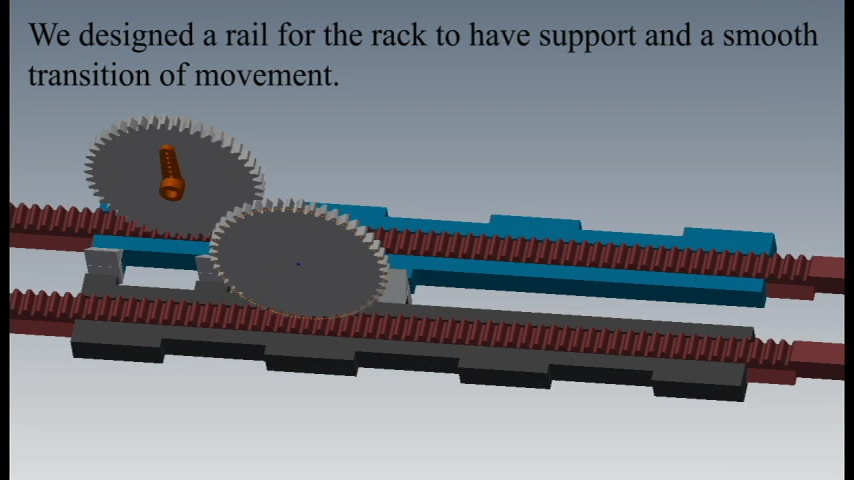 We designed a rail for the rack to have support and a smooth
transition of movement.